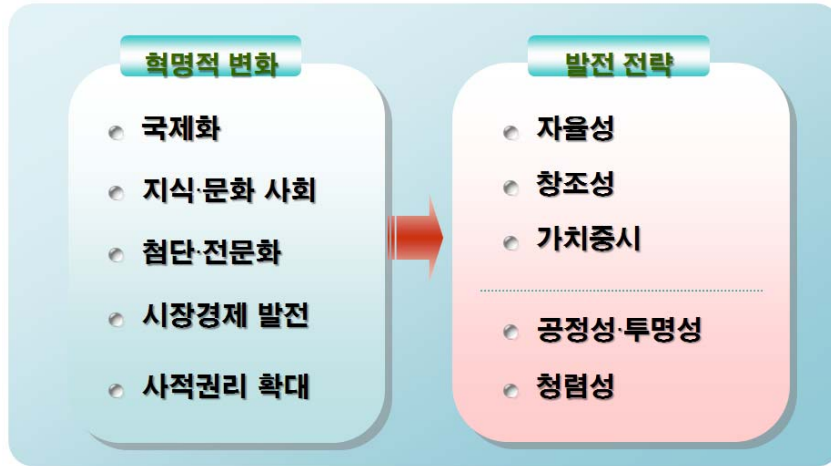 혁명적 변화
국제화
지식·문화 사회
첨단·전문화
시장경제 발전
사적권리 확대
발전 전략
자율성
창조성
가치중시
공정성·투명성
청렴성